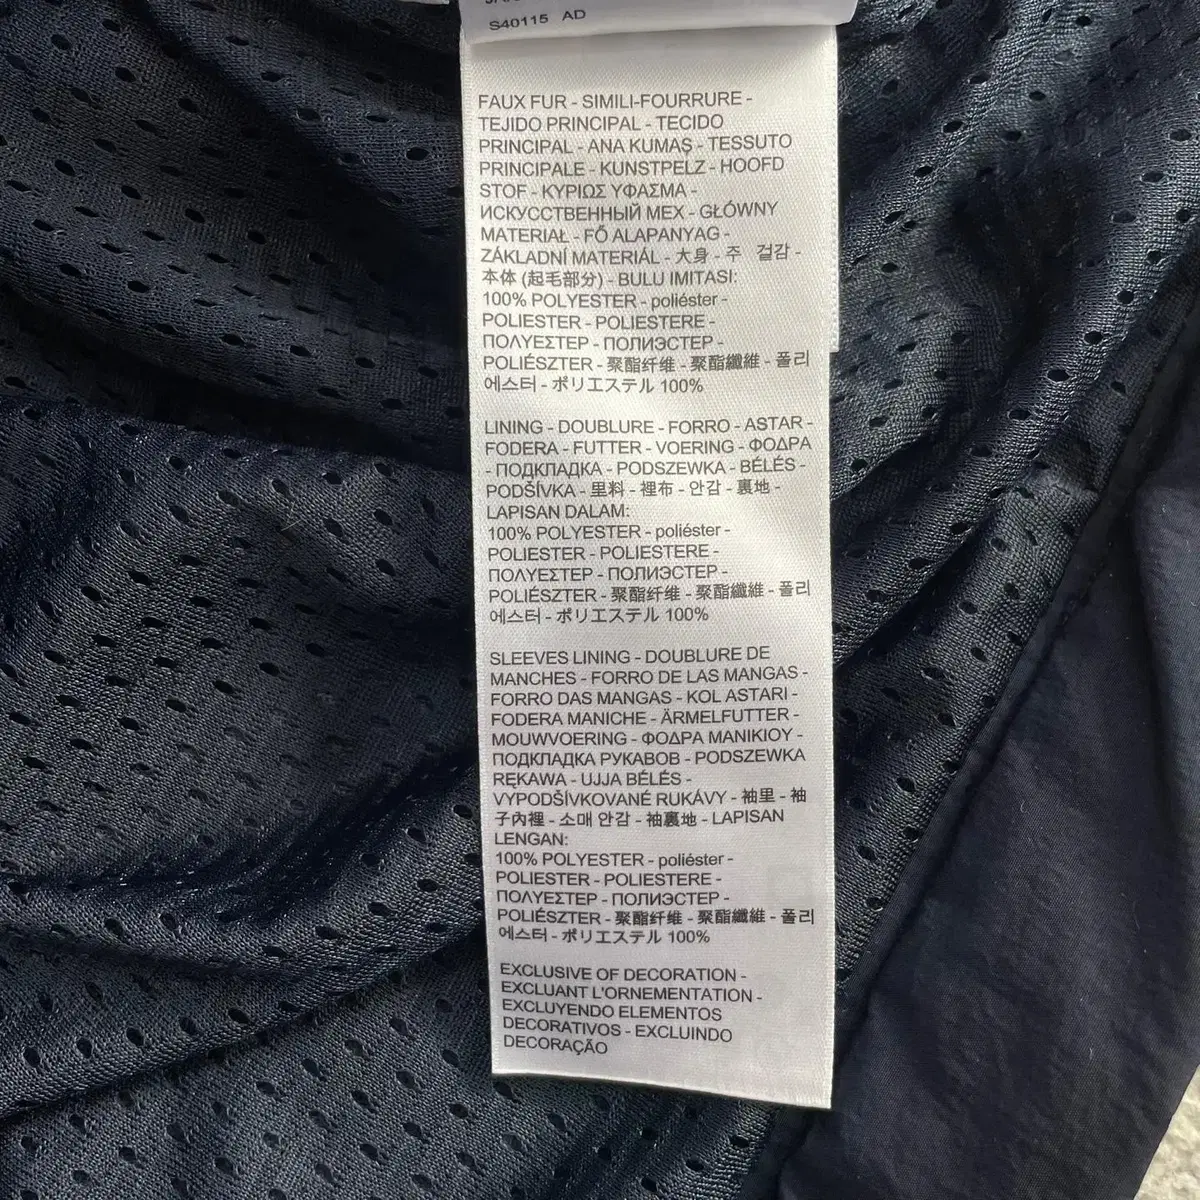 S40115 AD
FAUX FUR - SIMILI-FOURRURE -
TEJIDO PRINCIPAL - TECIDO
PRINCIPAL - ANA KUMAŞ - TESSUTO
PRINCIPALE - KUNSTPELZ - HOOFD
STOF - ΚΥΡΙΩΣ ΥΦΑΣΜΑ -
ИСКУССТВЕННЫЙ МЕХ - GŁÓWNY
MATERIAŁ - FŐ ALAPANYAG -
ZÁKLADNÍ MATERIÁL - 大身 - 주 겉감 -
本体 (起毛部分) - BULU IMITASI:
100% POLYESTER - poliéster -
POLIESTER - POLIESTERE -
ΠΟΛΥΕΣΤΕΡ - ПОЛИЭСТЕР -
POLIÉSZTER - 聚酯纤维 - 聚酯纖維 - 폴리
에스터 - ポリエステル 100%
LINING - DOUBLURE - FORRO - ASTAR -
FODERA - FUTTER - VOERING - ΦΟΔΡΑ
- ПОДКЛАДКА - PODSZEWKA - BÉLÉS -
PODŠÍVKA - 里料 - 裡布 - 안감 - 裏地 -
LAPISAN DALAM:
100% POLYESTER - poliéster -
POLIESTER - POLIESTERE -
ΠΟΛΥΕΣΤΕΡ - ПОЛИЭСТЕР -
POLIÉSZTER - 聚酯纤维 - 聚酯纖維 - 폴리
에스터 - ポリエステル 100%
SLEEVES LINING - DOUBLURE DE
MANCHES - FORRO DE LAS MANGAS -
FORRO DAS MANGAS - KOL ASTARI -
FODERA MANICHE - ÄRMELFUTTER -
MOUWVOERING - ΦΟΔΡΑ ΜΑΝΙΚΙΟΥ -
ПОДКЛАДКА РУКАВОВ - PODSZEWKA
RĘKAWA - UJJA BÉLÉS -
VYPODŠÍVKOVANÉ RUKÁVY - 袖里 - 袖
子內裡 - 소매 안감 - 袖裏地 - LAPISAN
LENGAN:
100% POLYESTER - poliéster -
POLIESTER - POLIESTERE -
ΠΟΛΥΕΣΤΕΡ - ПОЛИЭСТЕР -
POLIÉSZTER - 聚酯纤维 - 聚酯纖維 - 폴리
에스터 - ポリエステル 100%
EXCLUSIVE OF DECORATION -
EXCLUANT L'ORNEMENTATION -
EXCLUYENDO ELEMENTOS
DECORATIVOS - EXCLUINDO
DECORAÇÃO